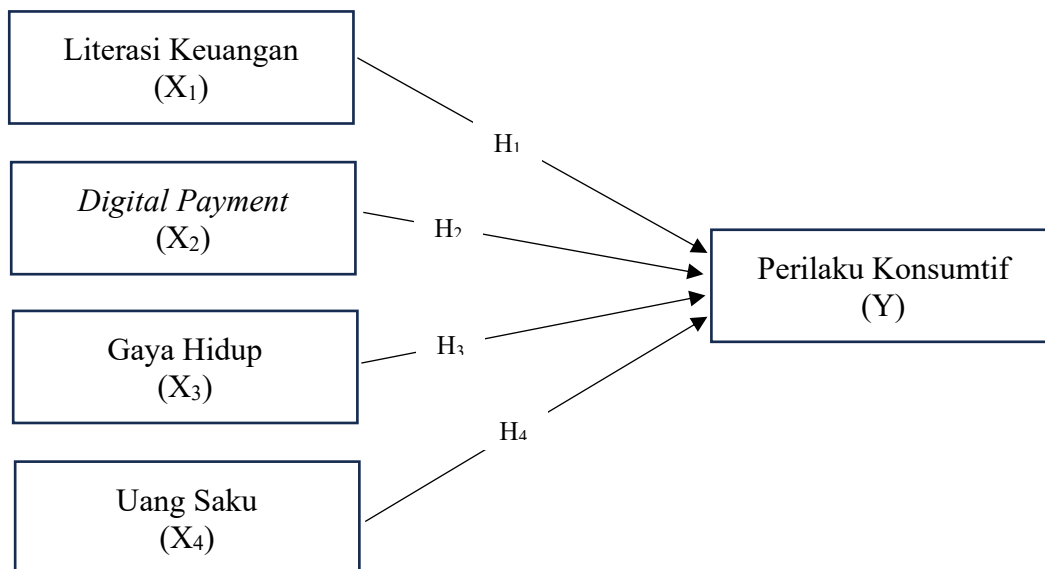 Literasi Keuangan
(X₁)
H₁
Digital Payment
(X₂)
H₂
Perilaku Konsumtif
(Y)
Gaya Hidup
(X₃)
H₃
H₄
Uang Saku
(X₄)